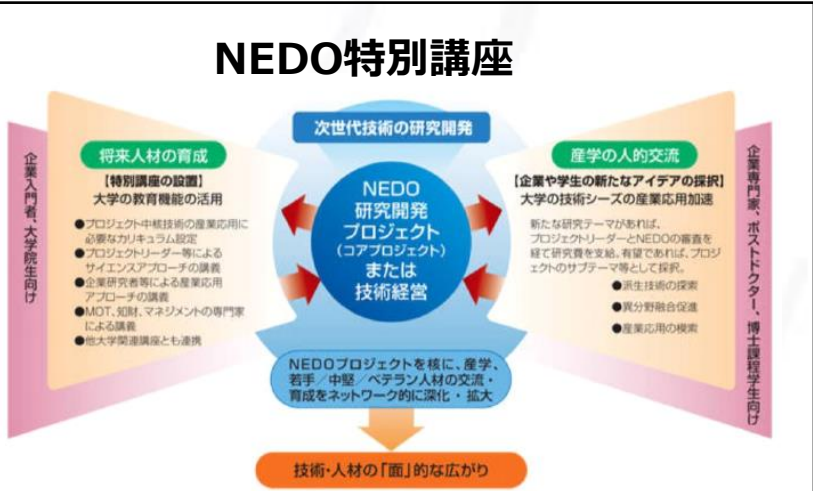 NEDO特別講座
次世代技術の研究開発
企業入門者、大学院生向け
将来人材の育成
【特別講座の設置】
大学の教育機能の活用
●プロジェクト中核技術の産業応用に
必要なカリキュラム設定
●プロジェクトリーダー等による
サイエンスアプローチの講義
●企業研究者等による産業応用
アプローチの講義
●MOT、知財、マネジメントの専門家
による講義
●他大学関連講座とも連携
NEDO
研究開発
プロジェクト
(コアプロジェクト)
または
技術経営
産学の人的交流
【企業や学生の新たなアイデアの採択】
大学の技術シーズの産業応用加速
新たな研究テーマがあれば、
プロジェクトリーダーとNEDOの審査を
経て研究費を支給。有望であれば、プロジ
ェクトのサブテーマ等として採択。
●派生技術の探索
●異分野融合促進
●産業応用の模索
企業専門家、ポストドクター、博士課程学生向け
NEDOプロジェクトを核に、産学、
若手/中堅/ベテラン人材の交流・
育成をネットワーク的に深化・拡大
技術・人材の「面」的な広がり